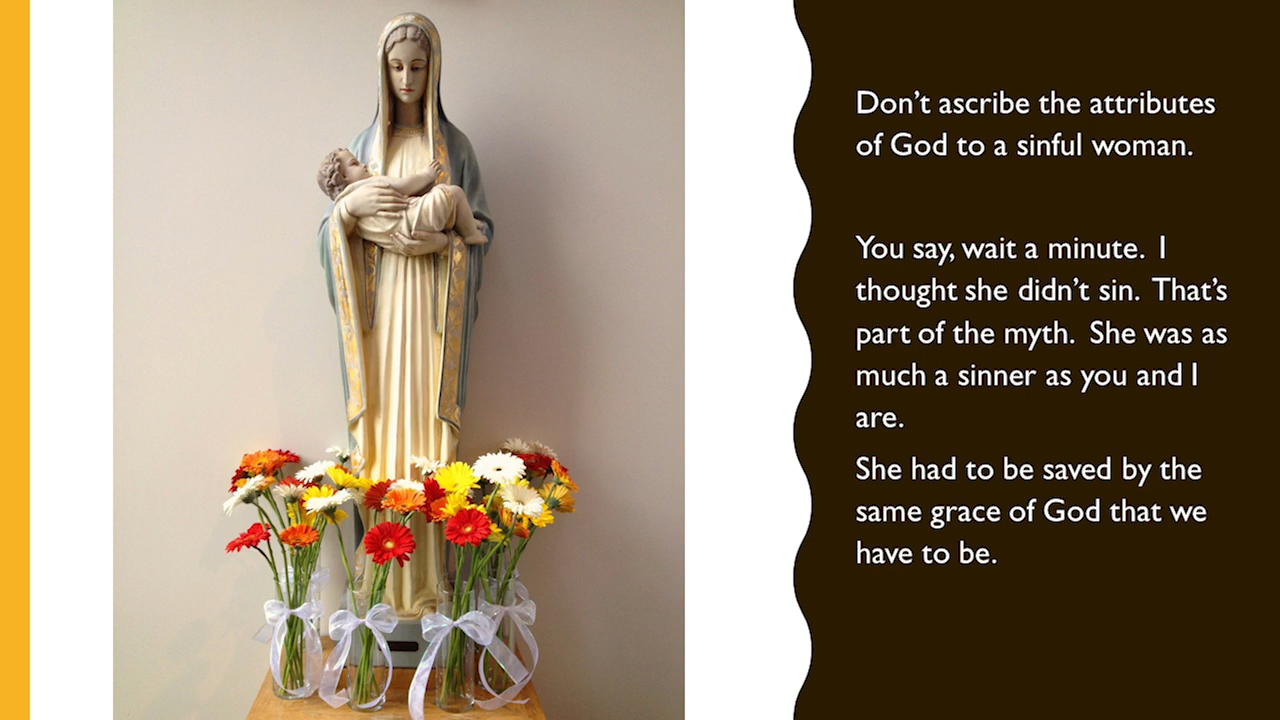 Don’t ascribe the attributes
of God to a sinful woman.
You say, wait a minute.  I
thought she didn’t sin.  That’s
part of the myth.  She was as
much a sinner as you and I
are.
She had to be saved by the
same grace of God that we
have to be.